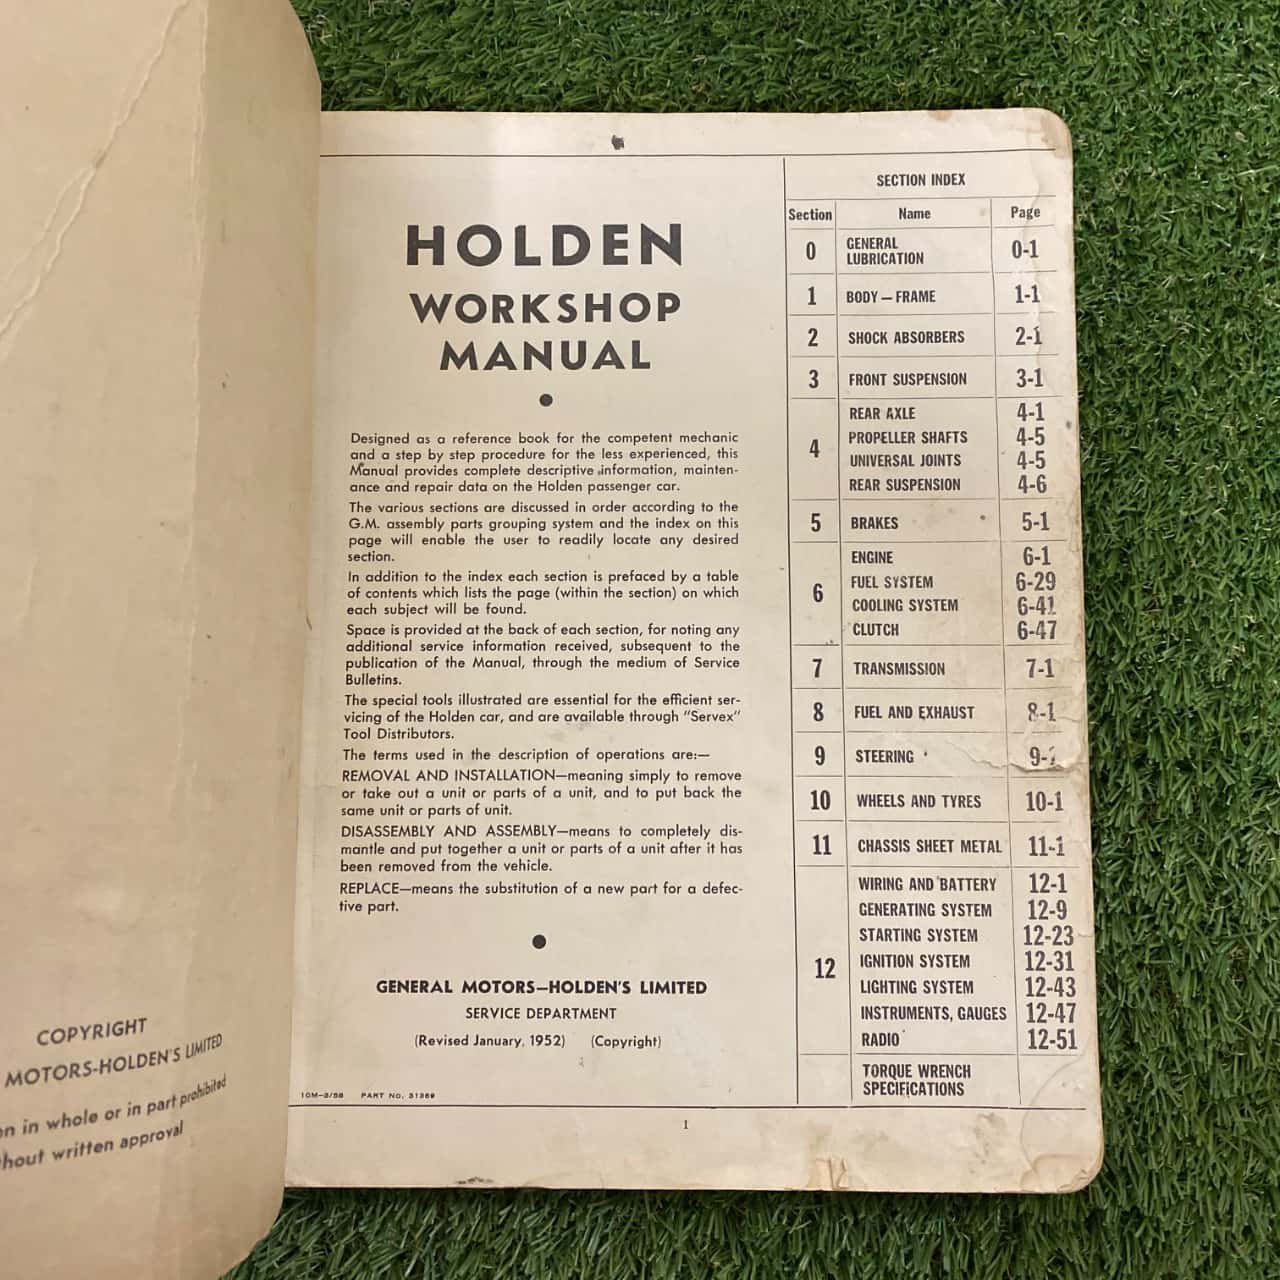 COPYRIGHT
MOTORS-HOLDEN'S LIMITED
in whole or in part prohibited
written approval
HOLDEN
WORKSHOP
MANUAL
Designed as a reference book for the competent mechanic
and a step by step procedure for the less experienced, this
Manual provides complete descriptive information, mainten-
ance and repair data on the Holden passenger car.
The various sections are discussed in order according to the
G.M. assembly parts grouping system and the index on this
page will enable the user to readily locate any desired
section.
In addition to the index each section is prefaced by a table
of contents which lists the page (within the section) on which
each subject will be found.
Space is provided at the back of each section, for noting any
additional service information received, subsequent to the
publication of the Manual, through the medium of Service
Bulletins.
The special tools illustrated are essential for the efficient ser-
vicing of the Holden car, and are available through "Servex"
Tool Distributors.
The terms used in the description of operations are:—
REMOVAL AND INSTALLATION—meaning simply to remove
or take out a unit or parts of a unit, and to put back the
same unit or parts of unit.
DISASSEMBLY AND ASSEMBLY—means to completely dis-
mantle and put together a unit or parts of a unit after it has
been removed from the vehicle.
REPLACE—means the substitution of a new part for a defec-
tive part.
GENERAL MOTORS—HOLDEN'S LIMITED
SERVICE DEPARTMENT
(Revised January, 1952) (Copyright)
10M—3/58 PART No. 31369
SECTION INDEX
Section Name Page
0 GENERAL
LUBRICATION 0-1
1 BODY — FRAME 1-1
2 SHOCK ABSORBERS 2-1
3 FRONT SUSPENSION 3-1
4 REAR AXLE 4-1
PROPELLER SHAFTS 4-5
UNIVERSAL JOINTS 4-5
REAR SUSPENSION 4-6
5 BRAKES 5-1
6 ENGINE 6-1
FUEL SYSTEM 6-29
COOLING SYSTEM 6-41
CLUTCH 6-47
7 TRANSMISSION 7-1
8 FUEL AND EXHAUST 8-1
9 STEERING
10 WHEELS AND TYRES 10-1
11 CHASSIS SHEET METAL 11-1
12 WIRING AND BATTERY 12-1
GENERATING SYSTEM 12-9
STARTING SYSTEM 12-23
IGNITION SYSTEM 12-31
LIGHTING SYSTEM 12-43
INSTRUMENTS, GAUGES 12-47
RADIO 12-51
TORQUE WRENCH
SPECIFICATIONS
1